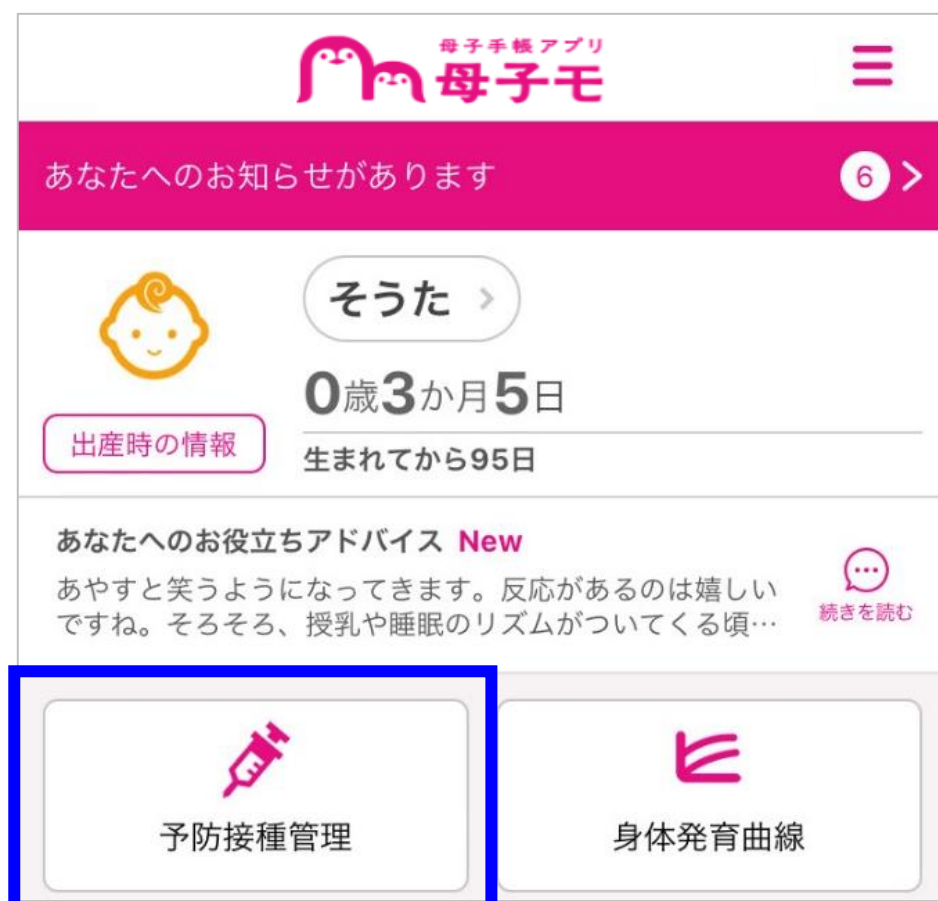 母子手帳アプリ
母子モ
あなたへのお知らせがあります 6
そうた
0歳3か月5日
出産時の情報
生まれてから95日
あなたへのお役立ちアドバイス New
あやすと笑うようになってきます。反応があるのは嬉しい
ですね。そろそろ、授乳や睡眠のリズムがついてくる頃…
続きを読む
予防接種管理
身体発育曲線